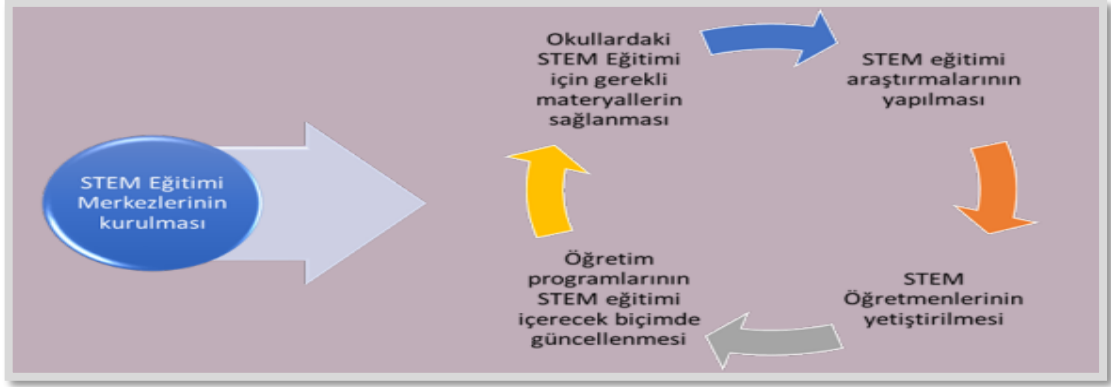 STEM Eğitimi
Merkezlerinin
kurulması
Okullardaki
STEM Eğitimi
için gerekli
materyallerin
sağlanması
STEM eğitimi
araştırmalarının
yapılması
STEM
Öğretmenlerinin
yetiştirilmesi
Öğretim
programlarının
STEM eğitimi
içerecek biçimde
güncellenmesi